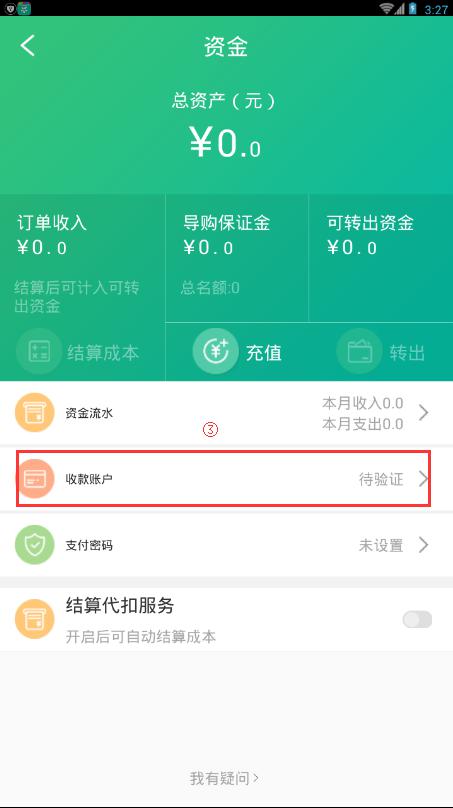 3:27
资金
总资产（元）
¥0.0
订单收入
¥0.0
结算后可计入可转
出资金
导购保证金
¥0.0
总名额:0
可转出资金
¥0.0
结算成本
充值
转出
资金流水
本月收入0.0
本月支出0.0
③
收款账户
待验证
支付密码
未设置
结算代扣服务
开启后可自动结算成本
我有疑问>